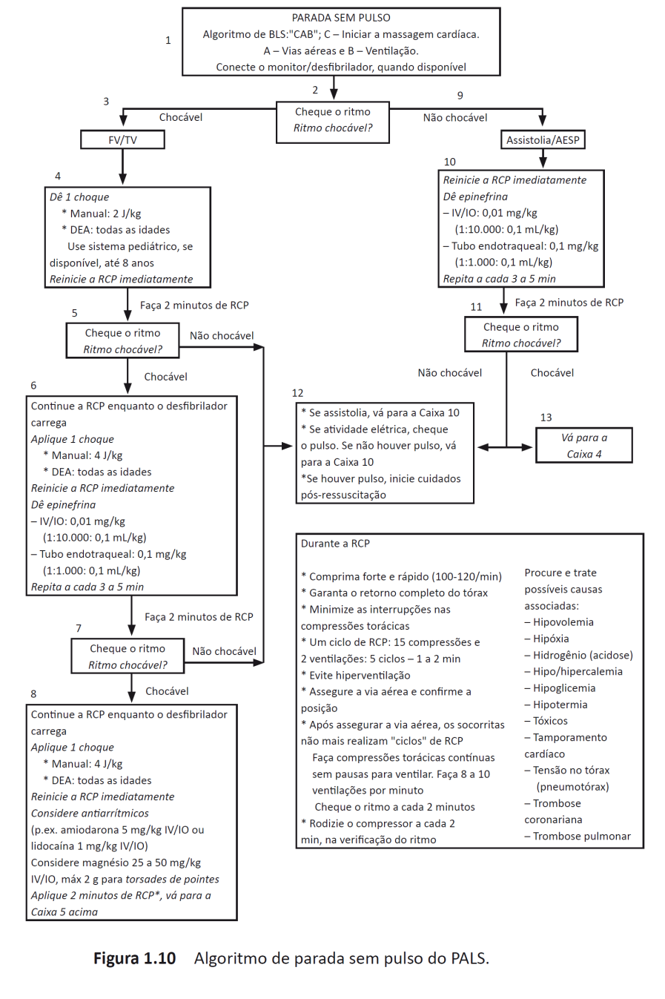 PARADA SEM PULSO
1
Algoritmo de BLS:"CAB"; C – Iniciar a massagem cardíaca.
A – Vias aéreas e B – Ventilação.
Conecte o monitor/desfibrilador, quando disponível
2
Cheque o ritmo
Ritmo chocável?
3
Chocável
FV/TV
4
Dê 1 choque
* Manual: 2 J/kg
* DEA: todas as idades
Use sistema pediátrico, se
disponível, até 8 anos
Reinicie a RCP imediatamente
Faça 2 minutos de RCP
5
Cheque o ritmo
Ritmo chocável?
Não chocável
Chocável
6
Continue a RCP enquanto o desfibrilador
carrega
Aplique 1 choque
* Manual: 4 J/kg
* DEA: todas as idades
Reinicie a RCP imediatamente
Dê epinefrina
– IV/IO: 0,01 mg/kg
(1:10.000: 0,1 mL/kg)
– Tubo endotraqueal: 0,1 mg/kg
(1:1.000: 0,1 mL/kg)
Repita a cada 3 a 5 min
Faça 2 minutos de RCP
7
Cheque o ritmo
Ritmo chocável?
Não chocável
Chocável
8
Continue a RCP enquanto o desfibrilador
carrega
Aplique 1 choque
* Manual: 4 J/kg
* DEA: todas as idades
Reinicie a RCP imediatamente
Considere antiarrítmicos
(p.ex. amiodarona 5 mg/kg IV/IO ou
lidocaína 1 mg/kg IV/IO)
Considere magnésio 25 a 50 mg/kg
IV/IO, máx 2 g para torsades de pointes
Aplique 2 minutos de RCP*, vá para a
Caixa 5 acima
9
Não chocável
Assistolia/AESP
10
Reinicie a RCP imediatamente
Dê epinefrina
– IV/IO: 0,01 mg/kg
(1:10.000: 0,1 mL/kg)
– Tubo endotraqueal: 0,1 mg/kg
(1:1.000: 0,1 mL/kg)
Repita a cada 3 a 5 min
Faça 2 minutos de RCP
11
Cheque o ritmo
Ritmo chocável?
Não chocável
Chocável
12
* Se assistolia, vá para a Caixa 10
* Se atividade elétrica, cheque
o pulso. Se não houver pulso, vá
para a Caixa 10
*Se houver pulso, inicie cuidados
pós-ressuscitação
13
Vá para a
Caixa 4
Durante a RCP
* Comprima forte e rápido (100-120/min)
* Garanta o retorno completo do tórax
* Minimize as interrupções nas
compressões torácicas
* Um ciclo de RCP: 15 compressões e
2 ventilações: 5 ciclos – 1 a 2 min
* Evite hiperventilação
* Assegure a via aérea e confirme a
posição
* Após assegurar a via aérea, os socorritas
não mais realizam "ciclos" de RCP
Faça compressões torácicas contínuas
sem pausas para ventilar. Faça 8 a 10
ventilações por minuto
Cheque o ritmo a cada 2 minutos
* Rodizie o compressor a cada 2
min, na verificação do ritmo
Procure e trate
possíveis causas
associadas:
– Hipovolemia
– Hipóxia
– Hidrogênio (acidose)
– Hipo/hipercalemia
– Hipoglicemia
– Hipotermia
– Tóxicos
– Tamporamento
cardíaco
– Tensão no tórax
(pneumotórax)
– Trombose
coronariana
– Trombose pulmonar
Figura 1.10 Algoritmo de parada sem pulso do PALS.